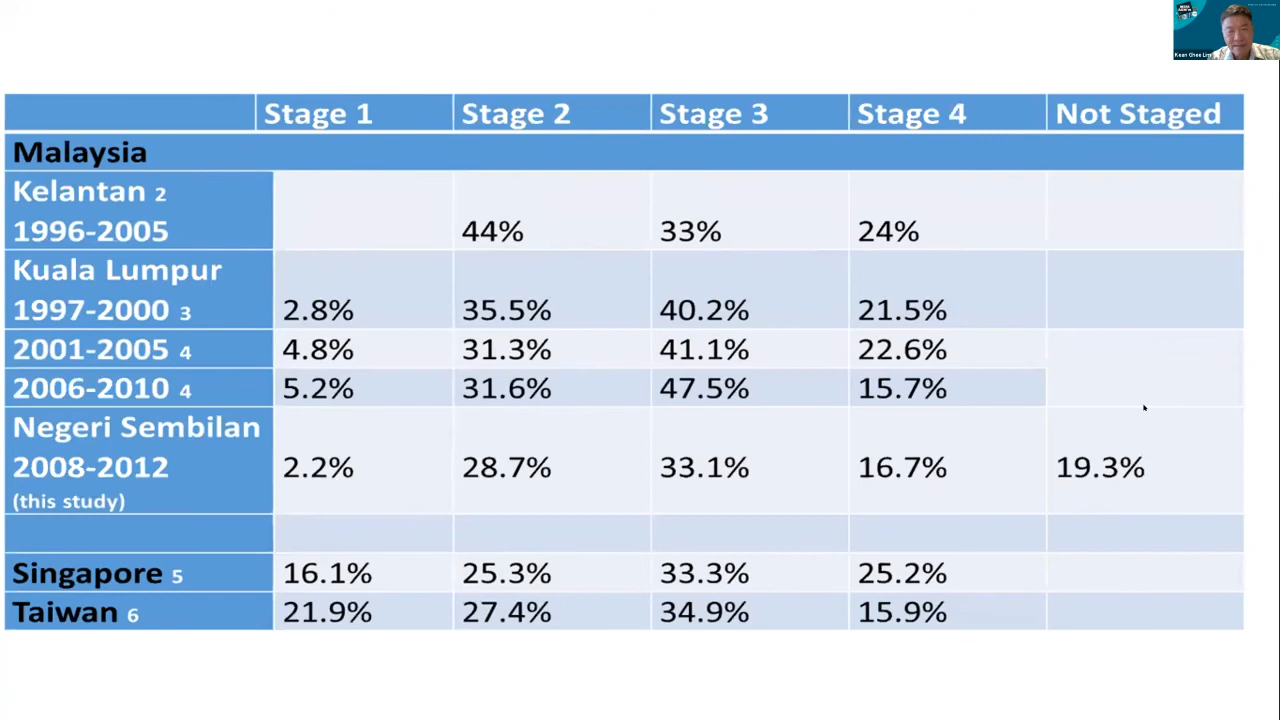 Kean Ghee Lim
Stage 1 Stage 2 Stage 3 Stage 4 Not Staged
Malaysia
Kelantan 2
1996-2005 44% 33% 24%
Kuala Lumpur
1997-2000 3 2.8% 35.5% 40.2% 21.5%
2001-2005 4 4.8% 31.3% 41.1% 22.6%
2006-2010 4 5.2% 31.6% 47.5% 15.7%
Negeri Sembilan
2008-2012 2.2% 28.7% 33.1% 16.7% 19.3%
(this study)
Singapore 5 16.1% 25.3% 33.3% 25.2%
Taiwan 6 21.9% 27.4% 34.9% 15.9%